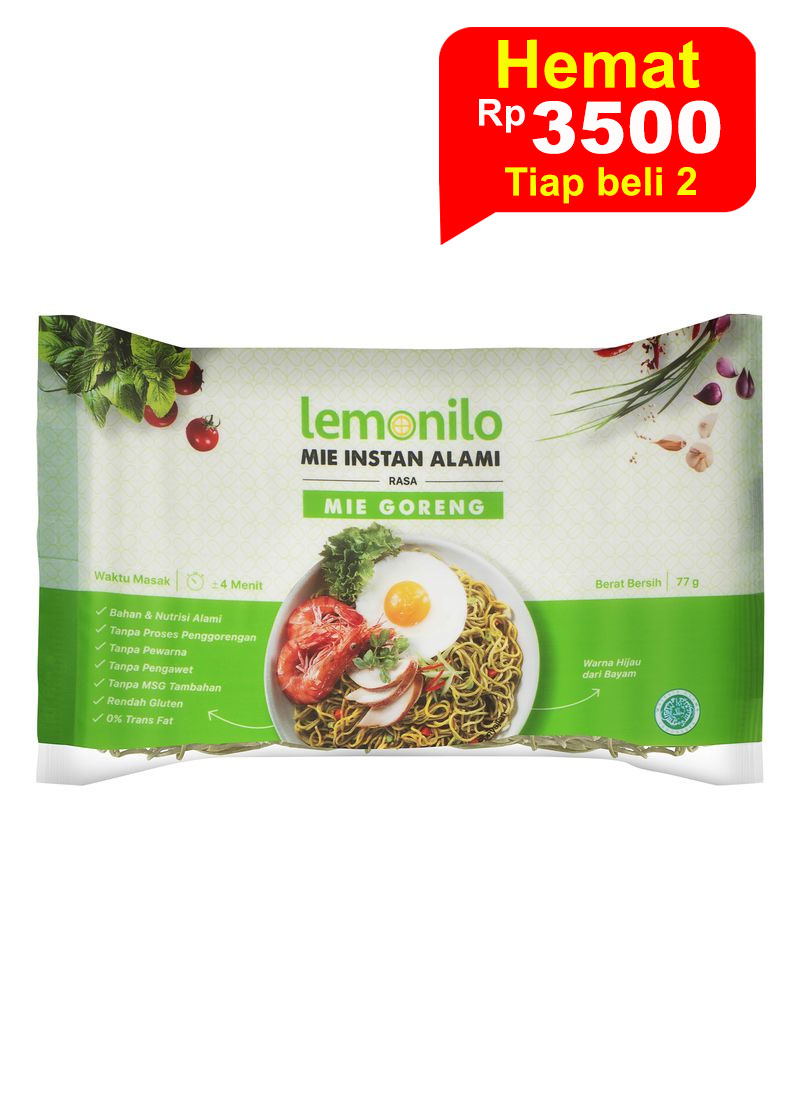 Hemat
Rp 3500
Tiap beli 2
lemonilo
MIE INSTAN ALAMI
RASA
MIE GORENG
Waktu Masak
±4 Menit
Berat Bersih
77 g
✓ Bahan & Nutrisi Alami
✓ Tanpa Proses Penggorengan
✓ Tanpa Pewarna
✓ Tanpa Pengawet
✓ Tanpa MSG Tambahan
✓ Rendah Gluten
✓ 0% Trans Fat
Warna Hijau
dari Bayam